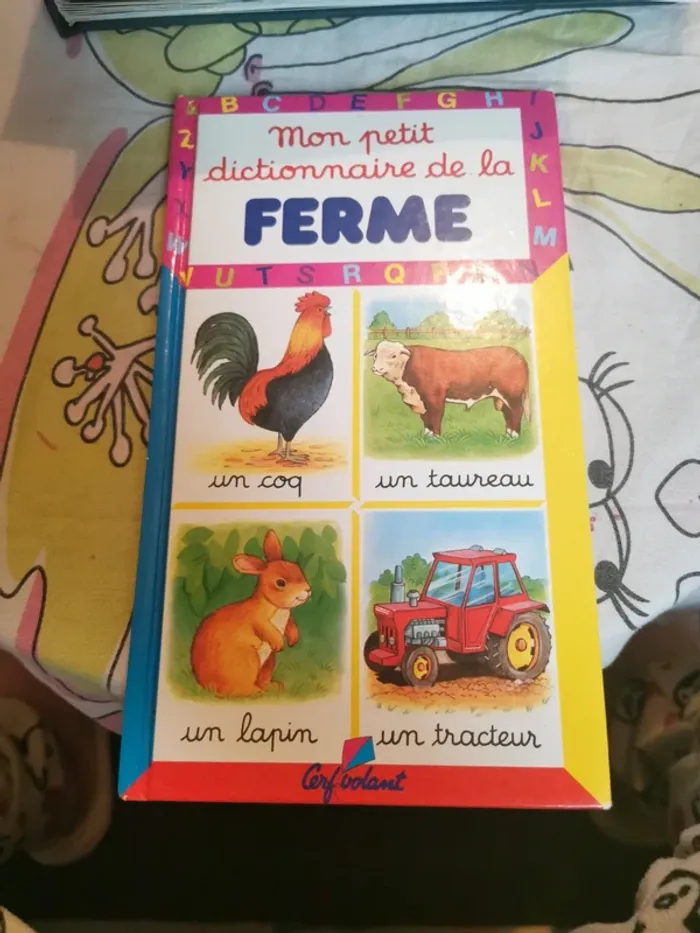 B C D E F G H I
J
K
L
M
Z
Mon petit
dictionnaire de la
FERME
W
V U T S R Q P
un coq
un taureau
un lapin
un tracteur
Cerf volant